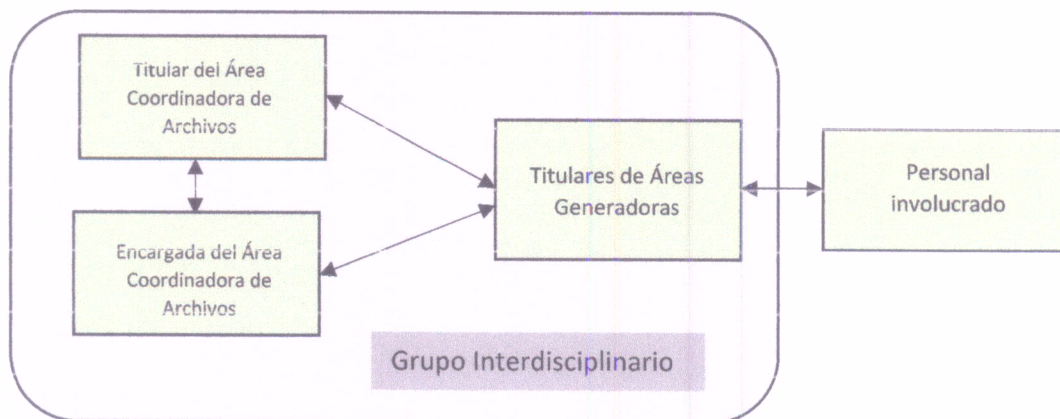 Titular del Área
Coordinadora de
Archivos
Encargada del Área
Coordinadora de
Archivos
Titulares de Áreas
Generadoras
Personal
involucrado
Grupo Interdisciplinario